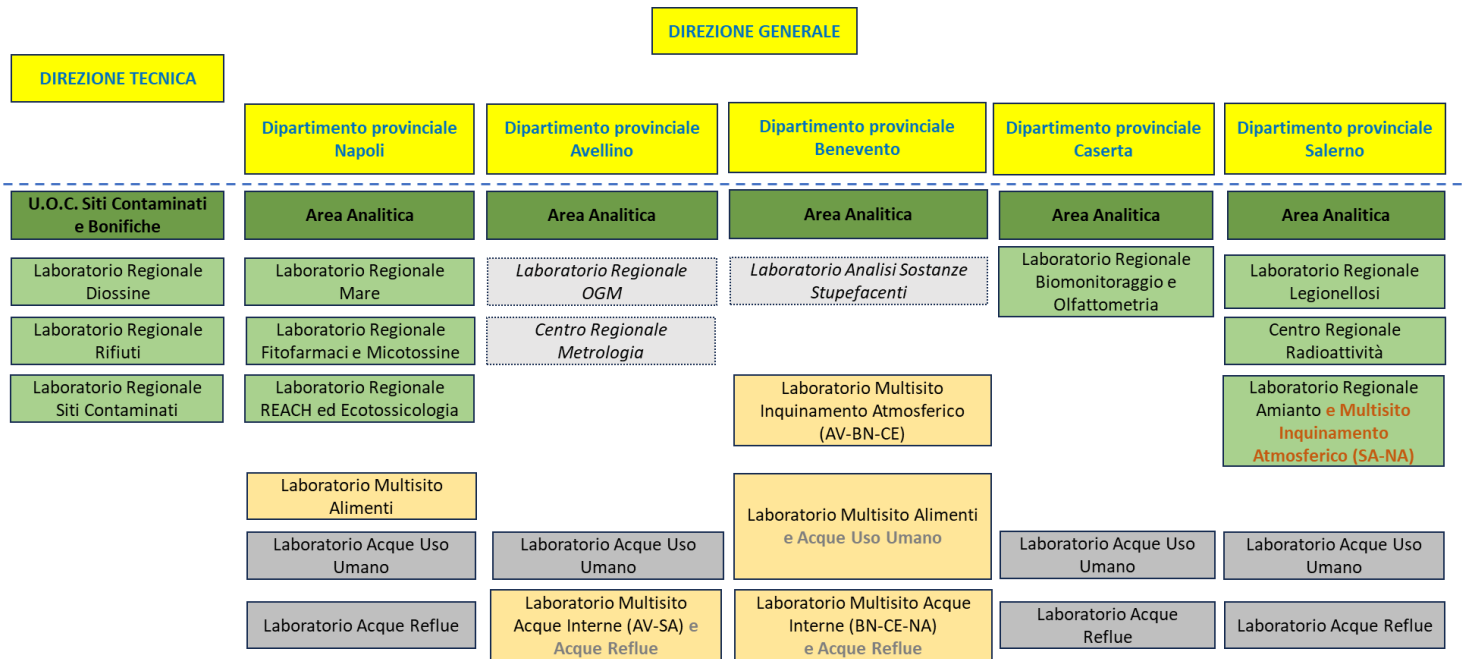 DIREZIONE GENERALE
DIREZIONE TECNICA
Dipartimento provinciale
Napoli
Dipartimento provinciale
Avellino
Dipartimento provinciale
Benevento
Dipartimento provinciale
Caserta
Dipartimento provinciale
Salerno
U.O.C. Siti Contaminati
e Bonifiche
Area Analitica
Area Analitica
Area Analitica
Area Analitica
Area Analitica
Laboratorio Regionale
Diossine
Laboratorio Regionale
Mare
Laboratorio Regionale
OGM
Laboratorio Analisi Sostanze
Stupefacenti
Laboratorio Regionale
Biomonitoraggio e
Olfattometria
Laboratorio Regionale
Legionellosi
Laboratorio Regionale
Rifiuti
Laboratorio Regionale
Fitofarmaci e Micotossine
Centro Regionale
Metrologia
Centro Regionale
Radioattività
Laboratorio Regionale
Siti Contaminati
Laboratorio Regionale
REACH ed Ecotossicologia
Laboratorio Multisito
Inquinamento Atmosferico
(AV-BN-CE)
Laboratorio Regionale
Amianto e Multisito
Inquinamento
Atmosferico (SA-NA)
Laboratorio Multisito
Alimenti
Laboratorio Multisito Alimenti
e Acque Uso Umano
Laboratorio Acque Uso
Umano
Laboratorio Acque Uso
Umano
Laboratorio Acque Uso
Umano
Laboratorio Acque Uso
Umano
Laboratorio Acque Reflue
Laboratorio Multisito
Acque Interne (AV-SA) e
Acque Reflue
Laboratorio Multisito Acque
Interne (BN-CE-NA)
e Acque Reflue
Laboratorio Acque
Reflue
Laboratorio Acque Reflue